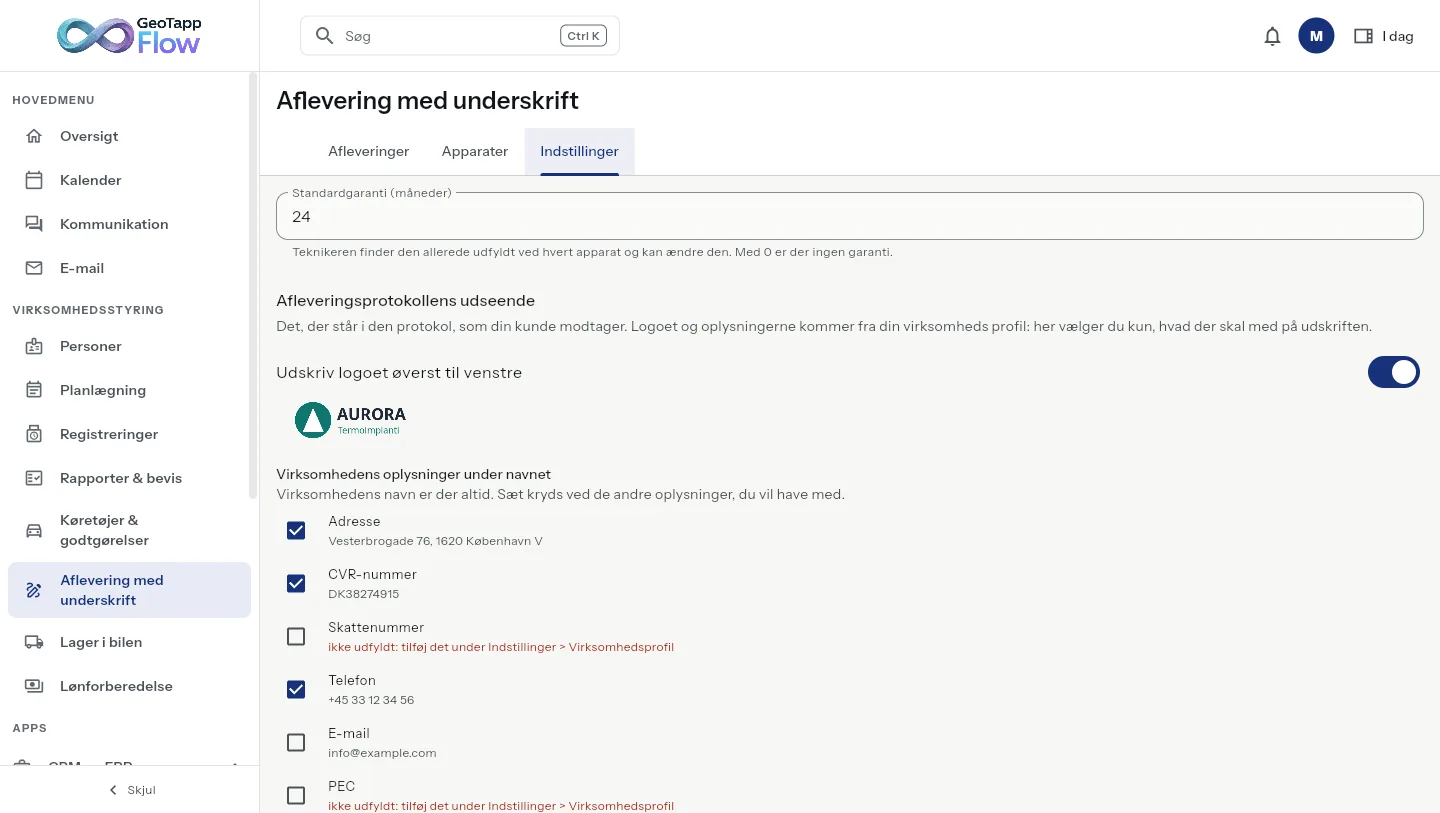 GeoTapp
Flow
Søg
Ctrl K
M
I dag
HOVEDMENU
Oversigt
Kalender
Kommunikation
E-mail
VIRKSOMHEDSSTYRING
Personer
Planlægning
Registreringer
Rapporter & bevis
Køretøjer &
godtgørelser
Aflevering med
underskrift
Lager i bilen
Lønforberedelse
APPS
Skjul
Aflevering med underskrift
Afleveringer
Apparater
Indstillinger
Standardgaranti (måneder)
24
Teknikeren finder den allerede udfyldt ved hvert apparat og kan ændre den. Med 0 er der ingen garanti.
Afleveringsprotokollens udseende
Det, der står i den protokol, som din kunde modtager. Logoet og oplysningerne kommer fra din virksomheds profil: her vælger du kun, hvad der skal med på udskriften.
Udskriv logoet øverst til venstre
AURORA
Termoimpianti
Virksomhedens oplysninger under navnet
Virksomhedens navn er der altid. Sæt kryds ved de andre oplysninger, du vil have med.
Adresse
Vesterbrogade 76, 1620 København V
CVR-nummer
DK38274915
Skattenummer
ikke udfyldt: tilføj det under Indstillinger > Virksomhedsprofil
Telefon
+45 33 12 34 56
E-mail
info@example.com
PEC
ikke udfyldt: tilføj det under Indstillinger > Virksomhedsprofil